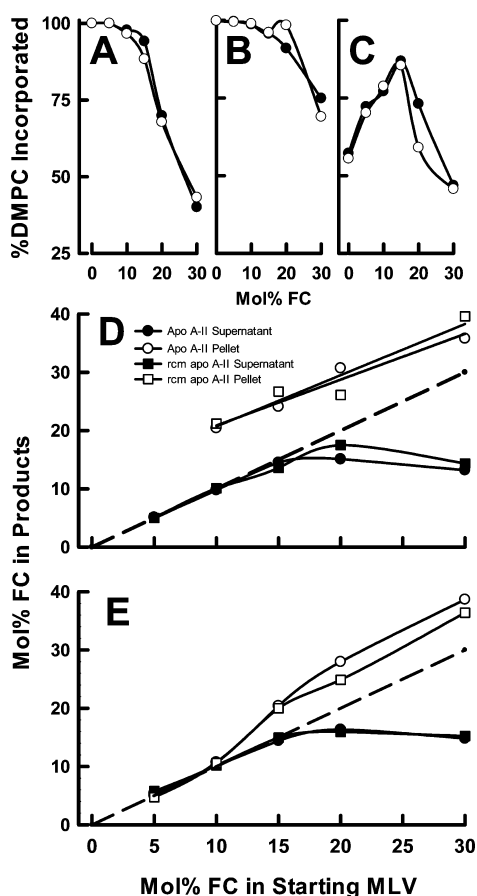 %DMPC Incorporated
100
75
50
25
A
B
C
0 10 20 30
0 10 20 30
0 10 20 30
Mol% FC
Mol% FC in Products
40
30
20
10
0
D
Apo A-II Supernatant
Apo A-II Pellet
rcm apo A-II Supernatant
rcm apo A-II Pellet
40
30
20
10
0
E
0 5 10 15 20 25 30
Mol% FC in Starting MLV